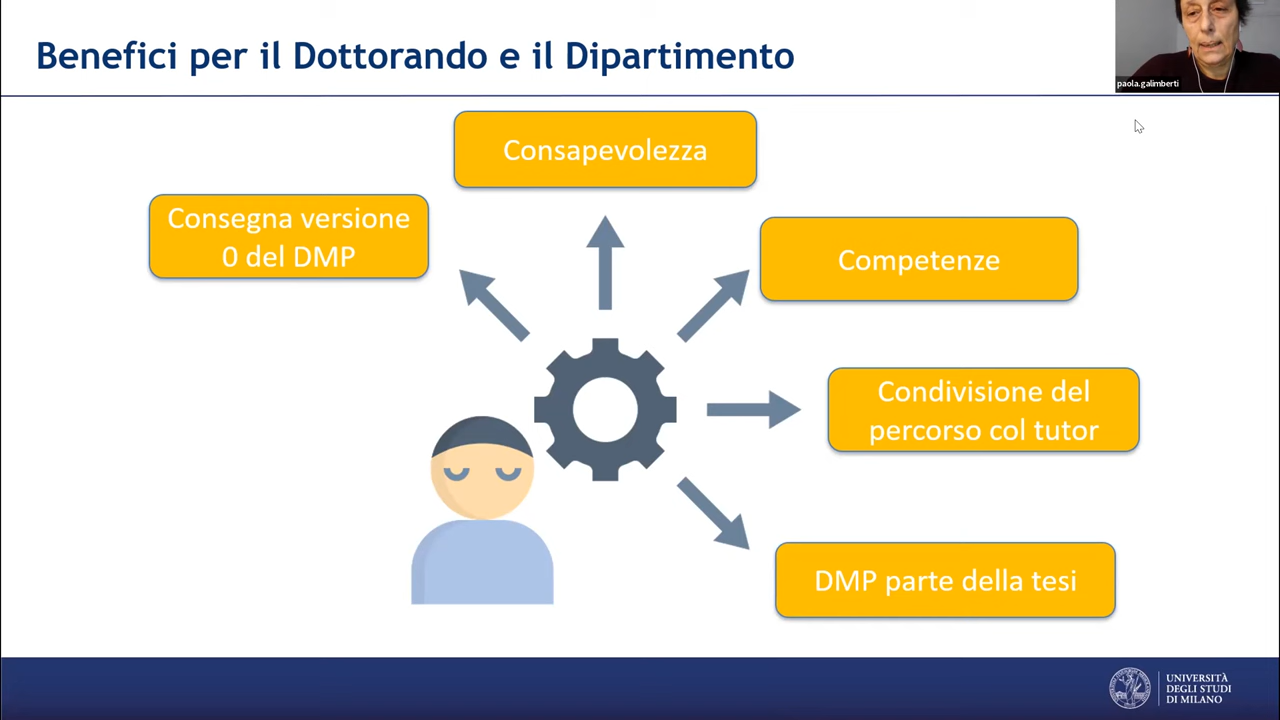 Benefici per il Dottorando e il Dipartimento
paola.galimberti
Consapevolezza
Consegna versione
0 del DMP
Competenze
Condivisione del
percorso col tutor
DMP parte della tesi
UNIVERSITÀ
DEGLI STUDI
DI MILANO